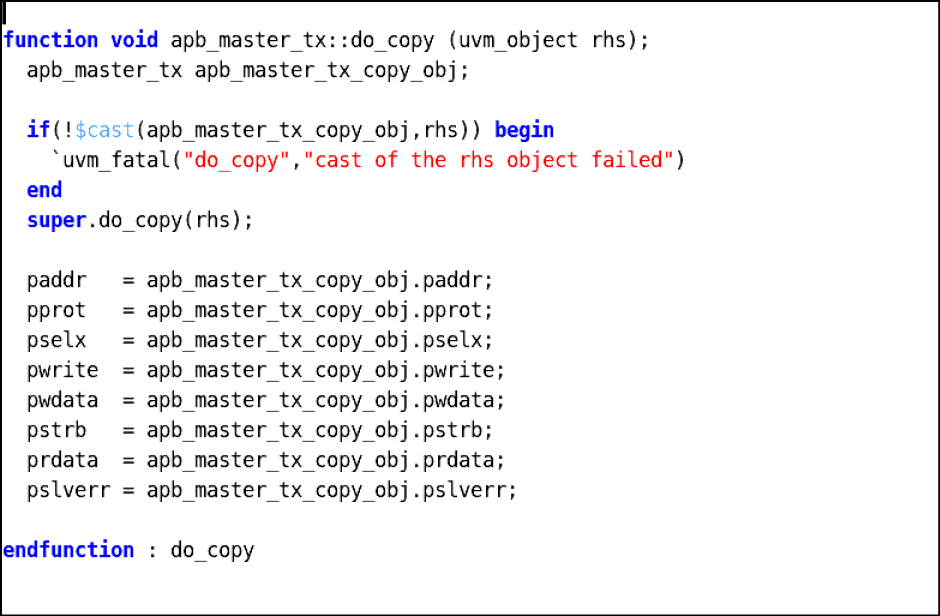 function void apb_master_tx::do_copy (uvm_object rhs);
  apb_master_tx apb_master_tx_copy_obj;

  if(!$cast(apb_master_tx_copy_obj,rhs)) begin
    `uvm_fatal("do_copy","cast of the rhs object failed")
  end
  super.do_copy(rhs);

  paddr   = apb_master_tx_copy_obj.paddr;
  pprot   = apb_master_tx_copy_obj.pprot;
  pselx   = apb_master_tx_copy_obj.pselx;
  pwrite  = apb_master_tx_copy_obj.pwrite;
  pwdata  = apb_master_tx_copy_obj.pwdata;
  pstrb   = apb_master_tx_copy_obj.pstrb;
  prdata  = apb_master_tx_copy_obj.prdata;
  pslverr = apb_master_tx_copy_obj.pslverr;

endfunction : do_copy